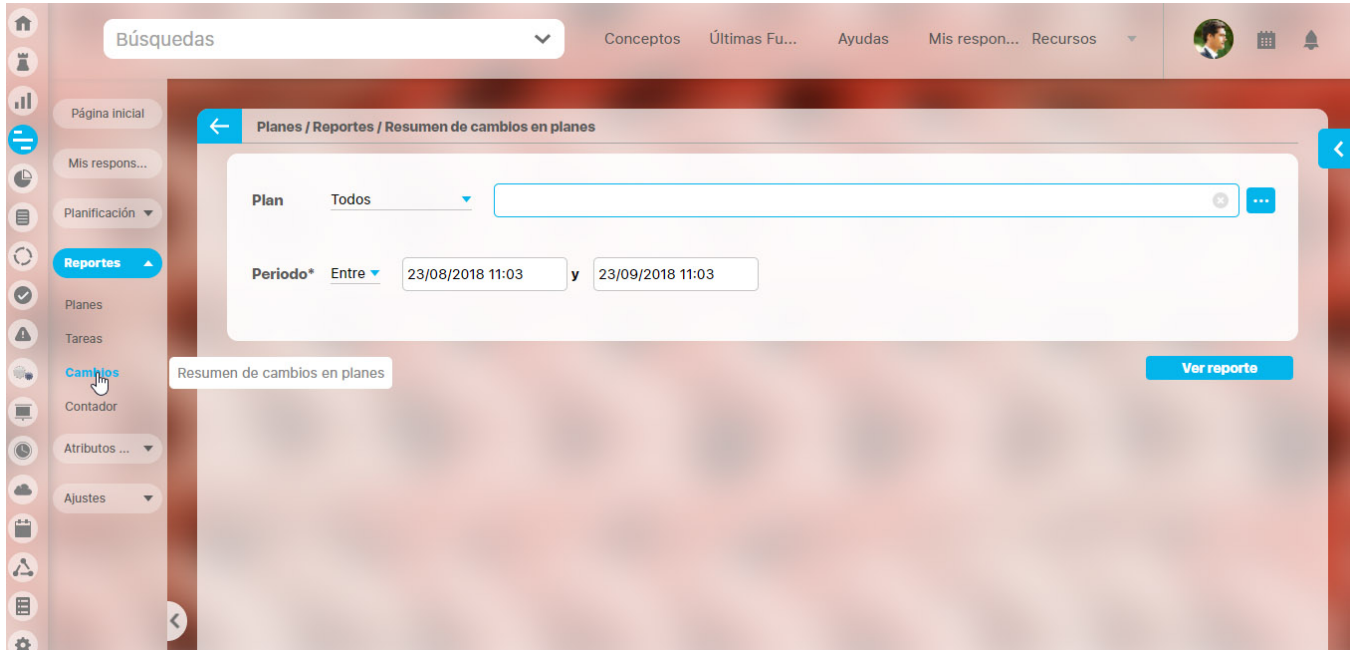 Búsquedas
Conceptos Últimas Fu... Ayudas Mis respon... Recursos
Página inicial
Mis respons...
Planificación
Reportes
Planes
Tareas
Cambios
Contador
Atributos ...
Ajustes
Resumen de cambios en planes
Planes / Reportes / Resumen de cambios en planes
Plan Todos
Periodo* Entre 23/08/2018 11:03 y 23/09/2018 11:03
Ver reporte